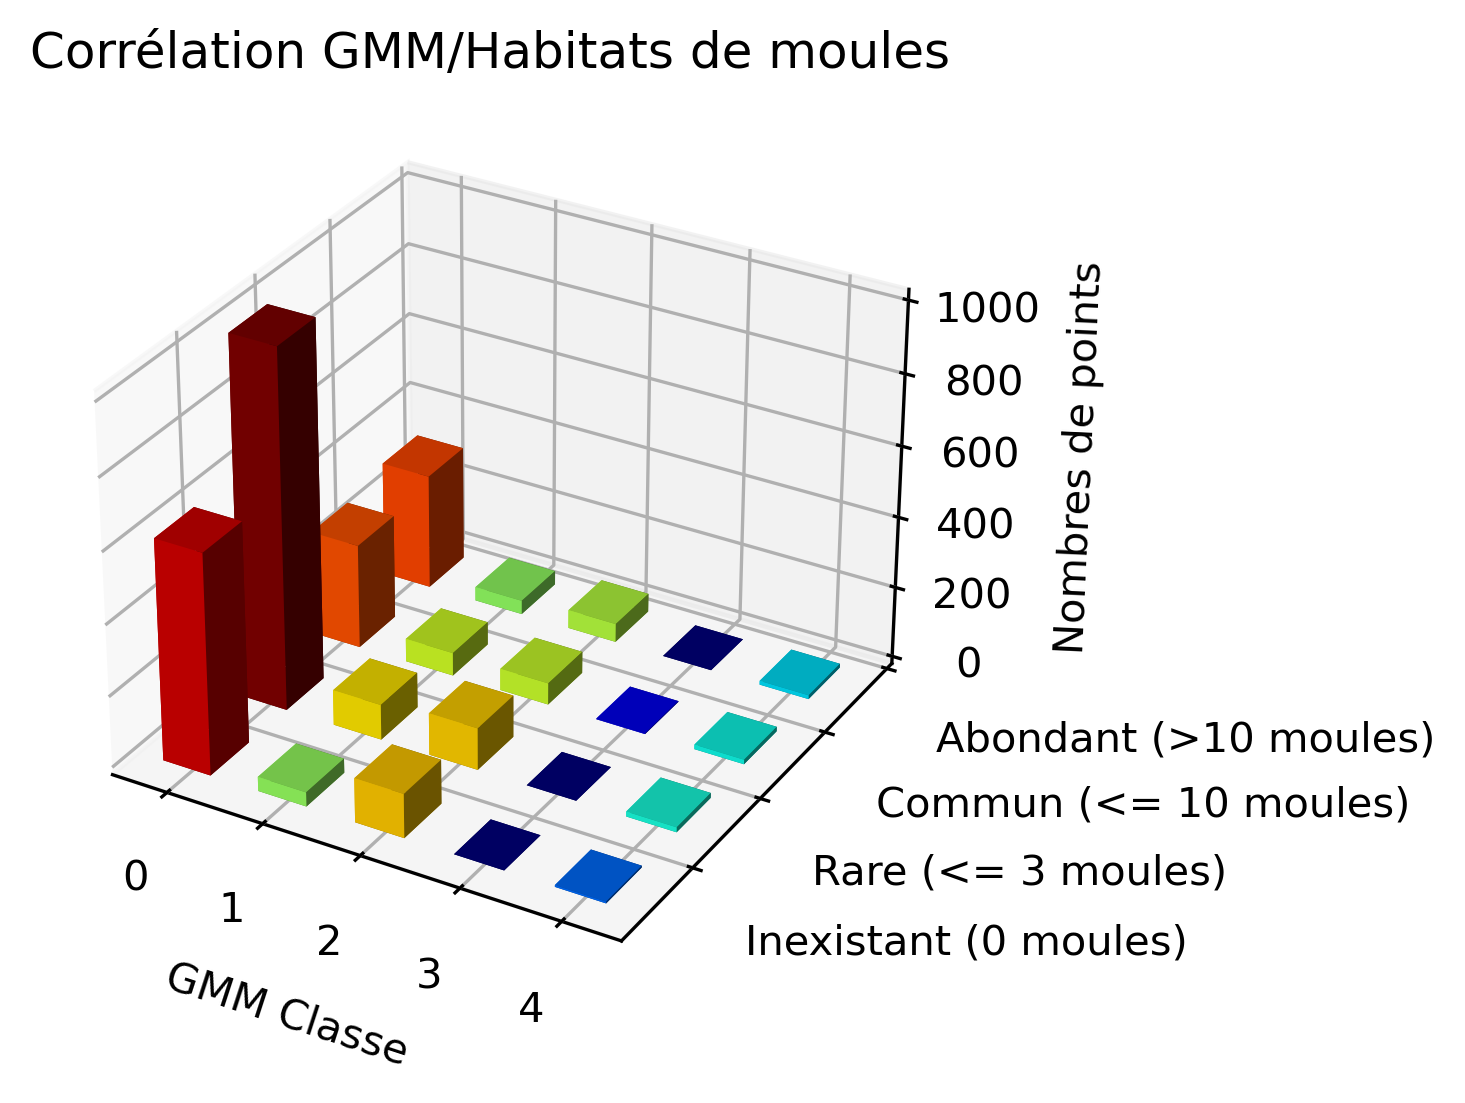 Corrélation GMM/Habitats de moules
1000
800
600
400
200
0
Nombres de points
Abondant (>10 moules)
Commun (<= 10 moules)
Rare (<= 3 moules)
Inexistant (0 moules)
0
1
2
3
4
GMM Classe